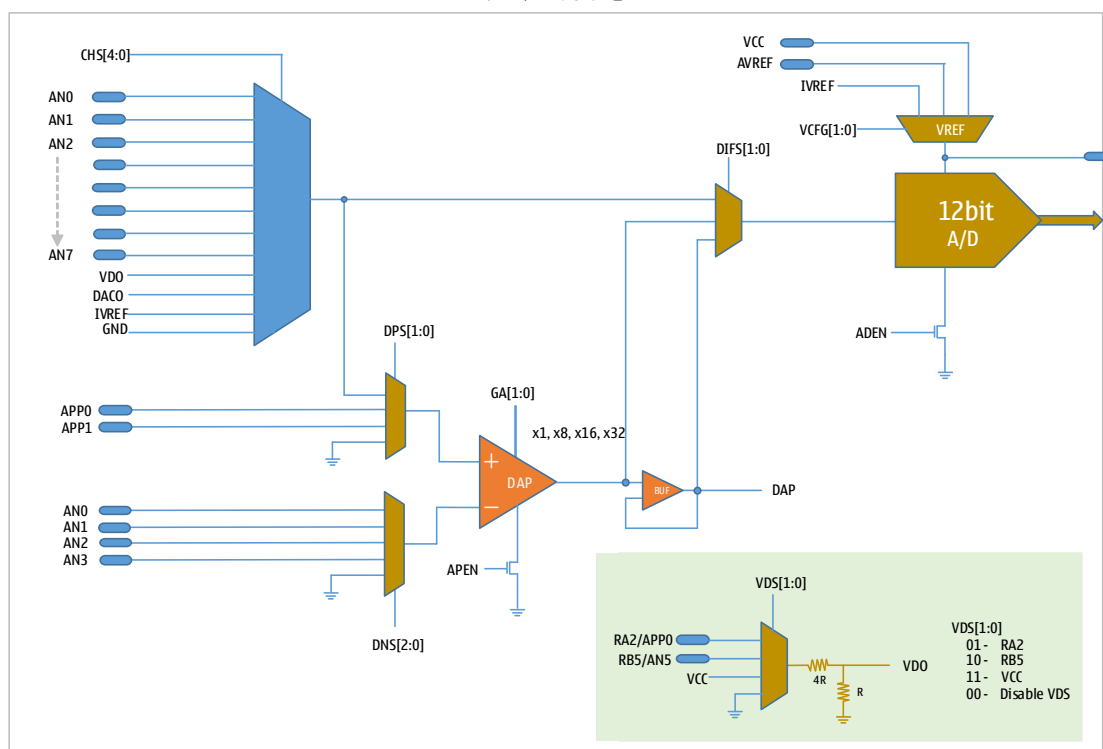 CHS[4:0]
AN0
AN1
AN2
AN7
VDO
DACO
IVREF
GND
VCC
AVREF
IVREF
VCFG[1:0]
VREF
DIFS[1:0]
12bit
A/D
ADEN
DPS[1:0]
APP0
APP1
GA[1:0]
x1, x8, x16, x32
+
DAP
−
BUF
DAP
AN0
AN1
AN2
AN3
APEN
DNS[2:0]
VDS[1:0]
RA2/APP0
RB5/AN5
VCC
4R
R
VDO
VDS[1:0]
01- RA2
10- RB5
11- VCC
00- Disable VDS